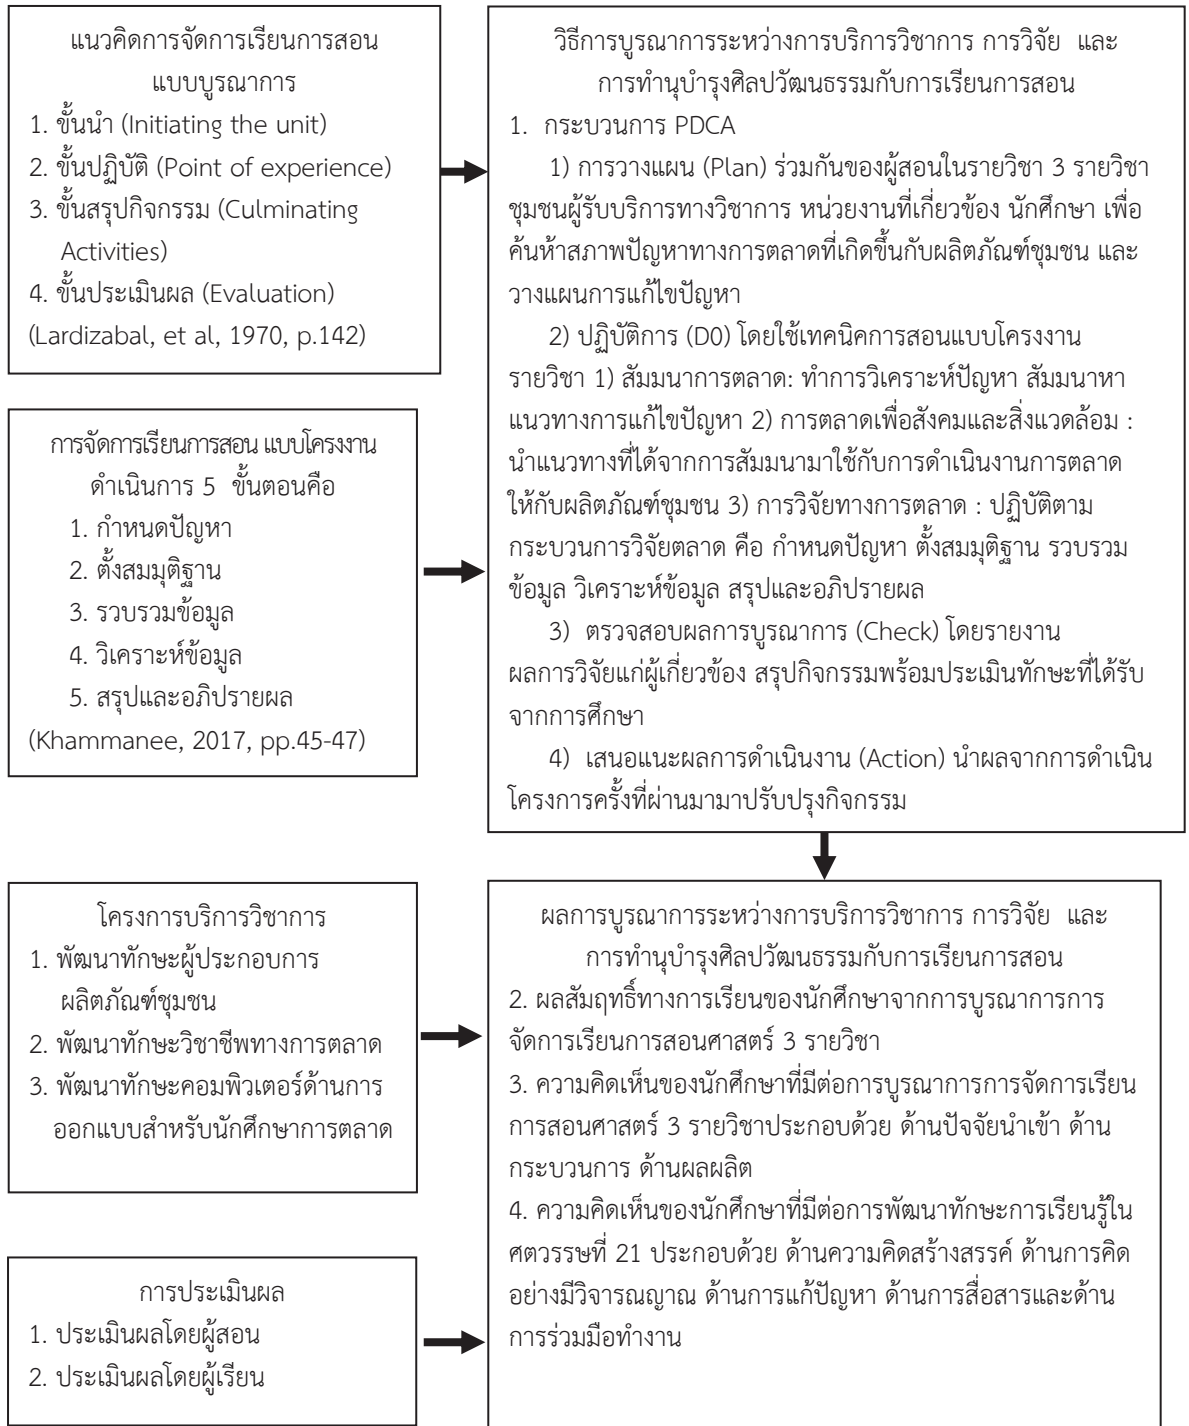 แนวคิดการจัดการเรียนการสอน
แบบบูรณาการ
1. ขั้นนำ (Initiating the unit)
2. ขั้นปฏิบัติ (Point of experience)
3. ขั้นสรุปกิจกรรม (Culminating
Activities)
4. ขั้นประเมินผล (Evaluation)
(Lardizabal, et al, 1970, p.142)
การจัดการเรียนการสอน แบบโครงงาน
ดำเนินการ 5 ขั้นตอนคือ
1. กำหนดปัญหา
2. ตั้งสมมุติฐาน
3. รวบรวมข้อมูล
4. วิเคราะห์ข้อมูล
5. สรุปและอภิปรายผล
(Khammanee, 2017, pp.45-47)
วิธีการบูรณาการระหว่างการบริการวิชาการ การวิจัย และ
การทำนุบำรุงศิลปวัฒนธรรมกับการเรียนการสอน
1. กระบวนการ PDCA
1) การวางแผน (Plan) ร่วมกันของผู้สอนในรายวิชา 3 รายวิชา
ชุมชนผู้รับบริการทางวิชาการ หน่วยงานที่เกี่ยวข้อง นักศึกษา เพื่อ
ค้นห้าสภาพปัญหาทางการตลาดที่เกิดขึ้นกับผลิตภัณฑ์ชุมชน และ
วางแผนการแก้ไขปัญหา
2) ปฏิบัติการ (D0) โดยใช้เทคนิคการสอนแบบโครงงาน
รายวิชา 1) สัมมนาการตลาด: ทำการวิเคราะห์ปัญหา สัมมนาหา
แนวทางการแก้ไขปัญหา 2) การตลาดเพื่อสังคมและสิ่งแวดล้อม :
นำแนวทางที่ได้จากการสัมมนามาใช้กับการดำเนินงานการตลาด
ให้กับผลิตภัณฑ์ชุมชน 3) การวิจัยทางการตลาด : ปฏิบัติตาม
กระบวนการวิจัยตลาด คือ กำหนดปัญหา ตั้งสมมุติฐาน รวบรวม
ข้อมูล วิเคราะห์ข้อมูล สรุปและอภิปรายผล
3) ตรวจสอบผลการบูรณาการ (Check) โดยรายงาน
ผลการวิจัยแก่ผู้เกี่ยวข้อง สรุปกิจกรรมพร้อมประเมินทักษะที่ได้รับ
จากการศึกษา
4) เสนอแนะผลการดำเนินงาน (Action) นำผลจากการดำเนิน
โครงการครั้งที่ผ่านมามาปรับปรุงกิจกรรม
โครงการบริการวิชาการ
1. พัฒนาทักษะผู้ประกอบการ
ผลิตภัณฑ์ชุมชน
2. พัฒนาทักษะวิชาชีพทางการตลาด
3. พัฒนาทักษะคอมพิวเตอร์ด้านการ
ออกแบบสำหรับนักศึกษาการตลาด
การประเมินผล
1. ประเมินผลโดยผู้สอน
2. ประเมินผลโดยผู้เรียน
ผลการบูรณาการระหว่างการบริการวิชาการ การวิจัย และ
การทำนุบำรุงศิลปวัฒนธรรมกับการเรียนการสอน
2. ผลสัมฤทธิ์ทางการเรียนของนักศึกษาจากการบูรณาการการ
จัดการเรียนการสอนศาสตร์ 3 รายวิชา
3. ความคิดเห็นของนักศึกษาที่มีต่อการบูรณาการการจัดการเรียน
การสอนศาสตร์ 3 รายวิชาประกอบด้วย ด้านปัจจัยนำเข้า ด้าน
กระบวนการ ด้านผลผลิต
4. ความคิดเห็นของนักศึกษาที่มีต่อการพัฒนาทักษะการเรียนรู้ใน
ศตวรรษที่ 21 ประกอบด้วย ด้านความคิดสร้างสรรค์ ด้านการคิด
อย่างมีวิจารณญาณ ด้านการแก้ปัญหา ด้านการสื่อสารและด้าน
การร่วมมือทำงาน